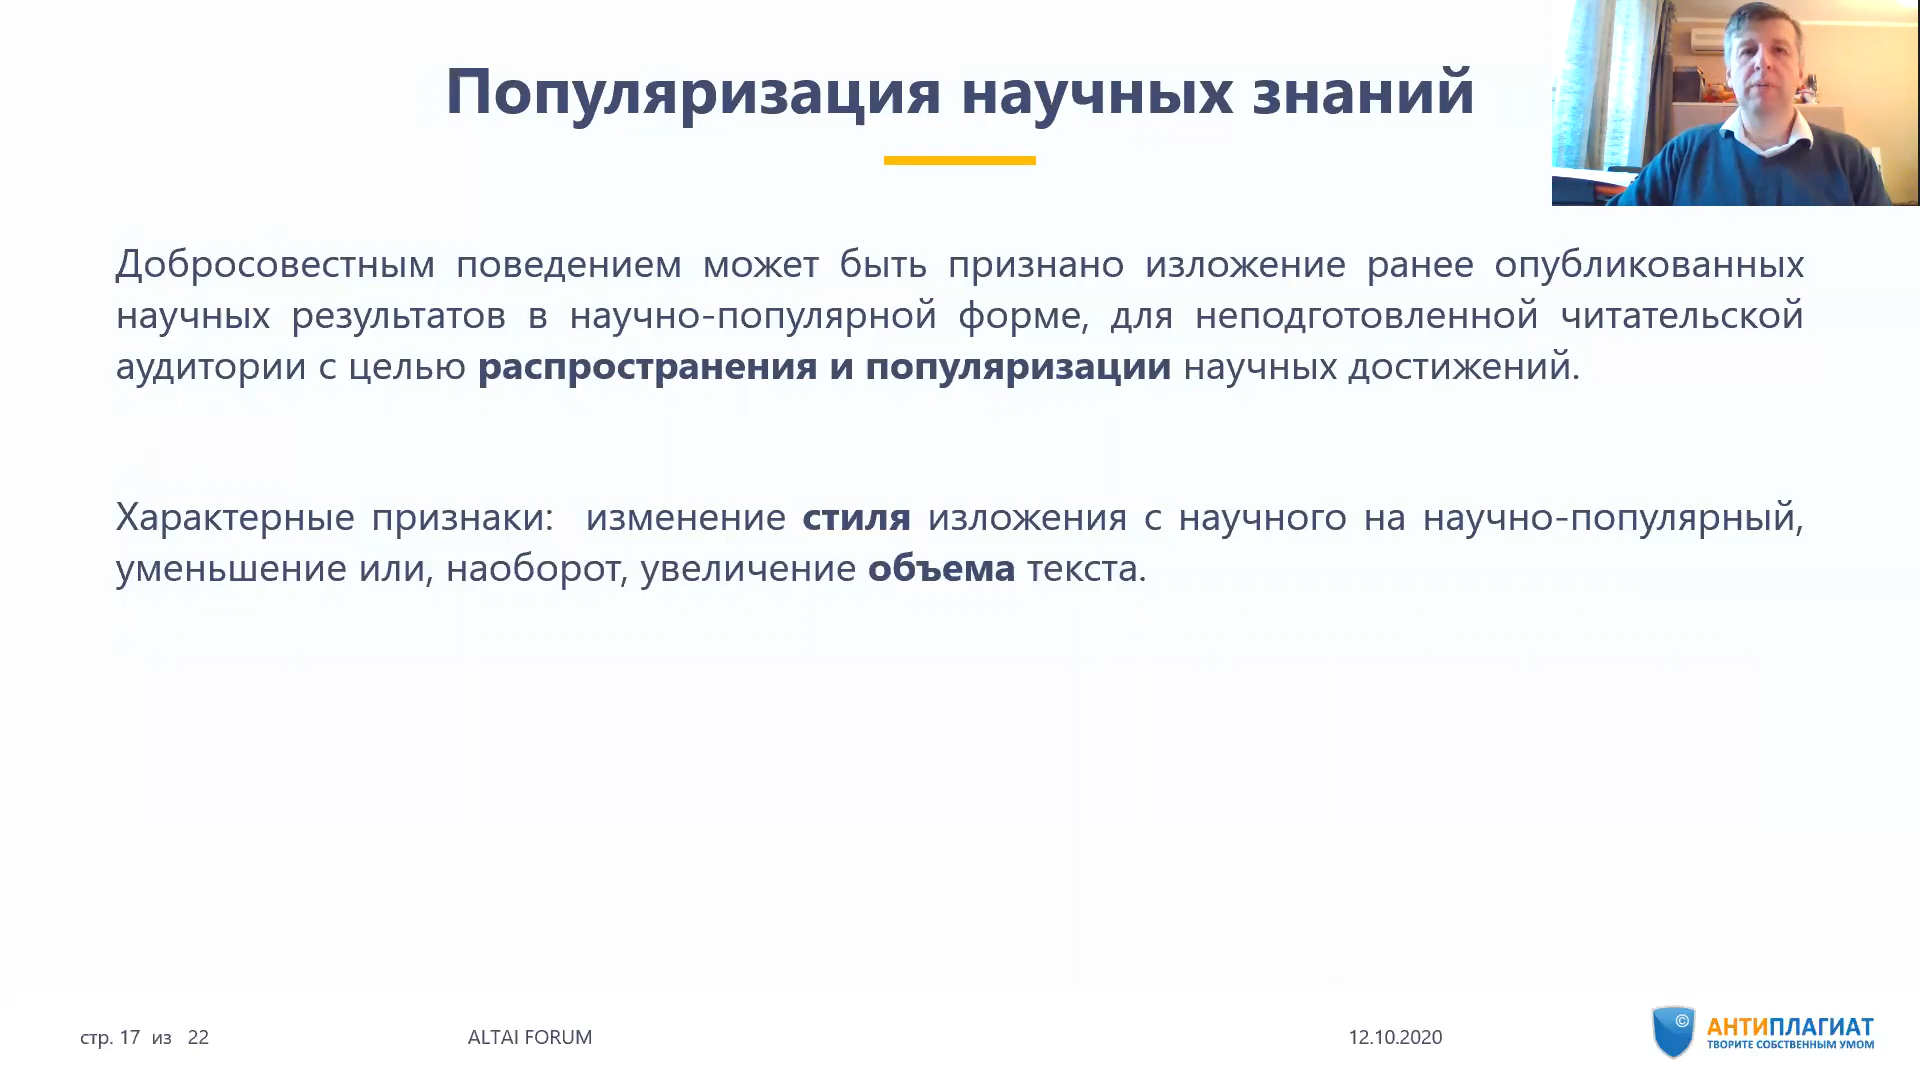 Популяризация научных знаний
Добросовестным поведением может быть признано изложение ранее опубликованных
научных результатов в научно-популярной форме, для неподготовленной читательской
аудитории с целью распространения и популяризации научных достижений.
Характерные признаки: изменение стиля изложения с научного на научно-популярный,
уменьшение или, наоборот, увеличение объема текста.
стр. 17 из 22
ALTAI FORUM
12.10.2020
©
АНТИПЛАГИАТ
ТВОРИТЕ СОБСТВЕННЫМ УМОМ